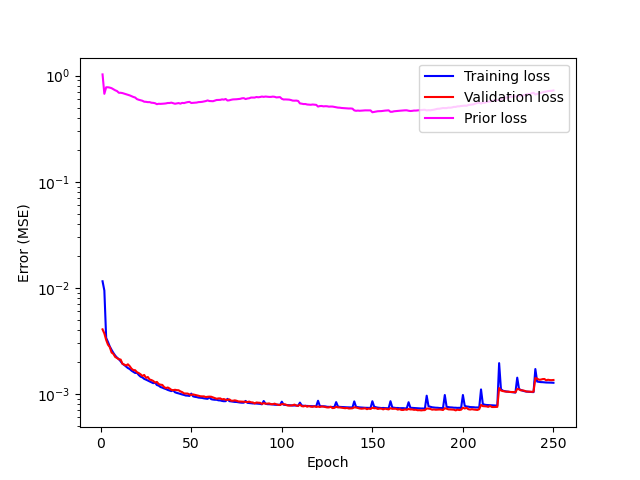 10⁰
10⁻¹
10⁻²
10⁻³
Error (MSE)
Training loss
Validation loss
Prior loss
0 50 100 150 200 250
Epoch